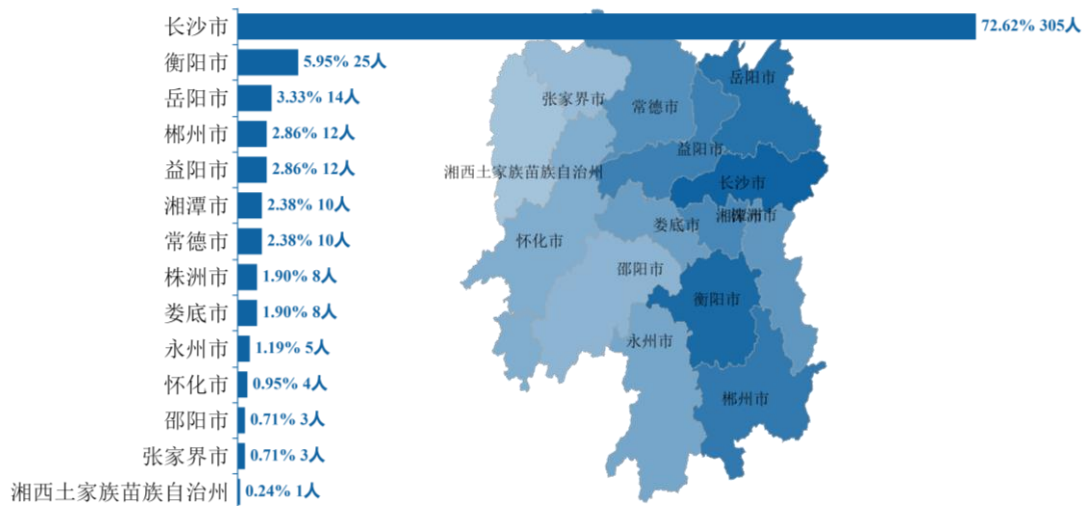 长沙市 72.62% 305人
衡阳市 5.95% 25人
岳阳市 3.33% 14人
郴州市 2.86% 12人
益阳市 2.86% 12人
湘潭市 2.38% 10人
常德市 2.38% 10人
株洲市 1.90% 8人
娄底市 1.90% 8人
永州市 1.19% 5人
怀化市 0.95% 4人
邵阳市 0.71% 3人
张家界市 0.71% 3人
湘西土家族苗族自治州 0.24% 1人
岳阳市
张家界市
常德市
益阳市
湘西土家族苗族自治州
长沙市
湘潭市
株洲市
娄底市
怀化市
邵阳市
衡阳市
永州市
郴州市